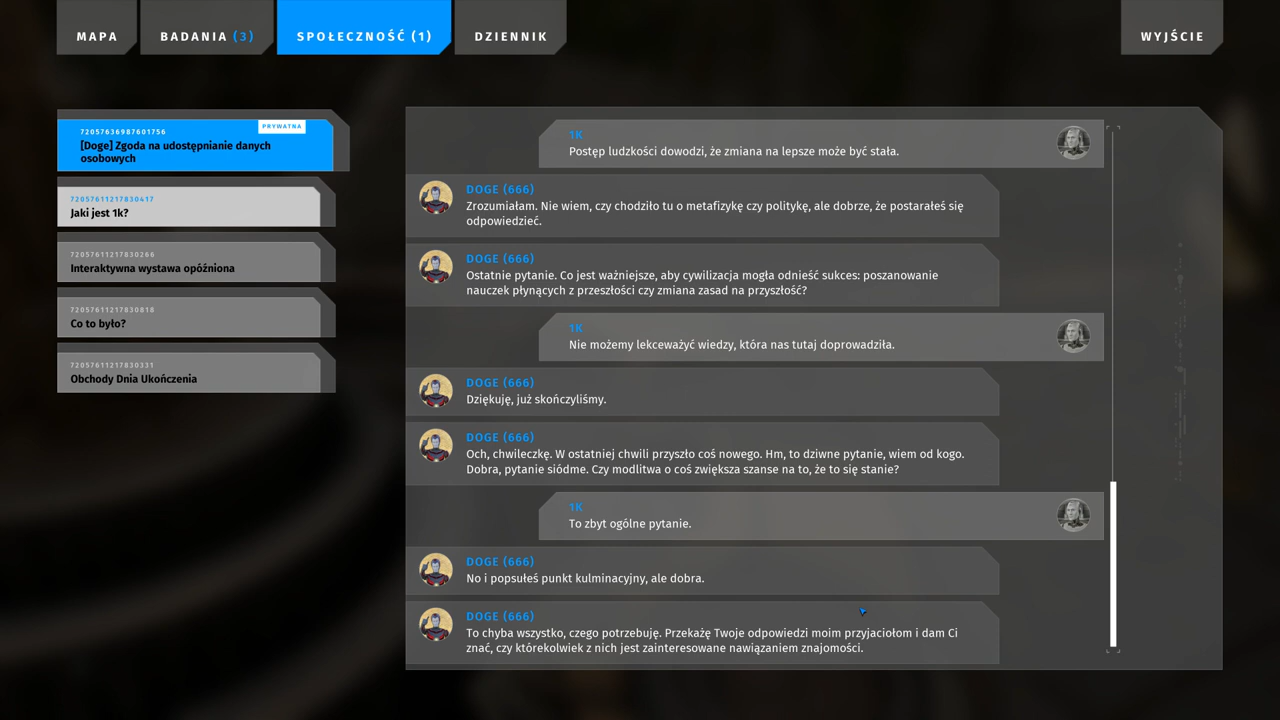 MAPA
BADANIA (3)
SPOŁECZNOŚĆ (1)
DZIENNIK
WYJŚCIE
72057636987601756
PRYWATNA
[Doge] Zgoda na udostępnianie danych
osobowych
72057611217830417
Jaki jest 1k?
72057611217830266
Interaktywna wystawa opóźniona
72057611217830818
Co to było?
72057611217830331
Obchody Dnia Ukończenia
1K
Postęp ludzkości dowodzi, że zmiana na lepsze może być stała.
DOGE (666)
Zrozumiałam. Nie wiem, czy chodziło tu o metafizykę czy politykę, ale dobrze, że postarałeś się
odpowiedzieć.
DOGE (666)
Ostatnie pytanie. Co jest ważniejsze, aby cywilizacja mogła odnieść sukces: poszanowanie
nauczek płynących z przeszłości czy zmiana zasad na przyszłość?
1K
Nie możemy lekceważyć wiedzy, która nas tutaj doprowadziła.
DOGE (666)
Dziękuję, już skończyliśmy.
DOGE (666)
Och, chwileczkę. W ostatniej chwili przyszło coś nowego. Hm, to dziwne pytanie, wiem od kogo.
Dobra, pytanie siódme. Czy modlitwa o coś zwiększa szanse na to, że to się stanie?
1K
To zbyt ogólne pytanie.
DOGE (666)
No i popsułeś punkt kulminacyjny, ale dobra.
DOGE (666)
To chyba wszystko, czego potrzebuję. Przekażę Twoje odpowiedzi moim przyjaciołom i dam Ci
znać, czy którekolwiek z nich jest zainteresowane nawiązaniem znajomości.